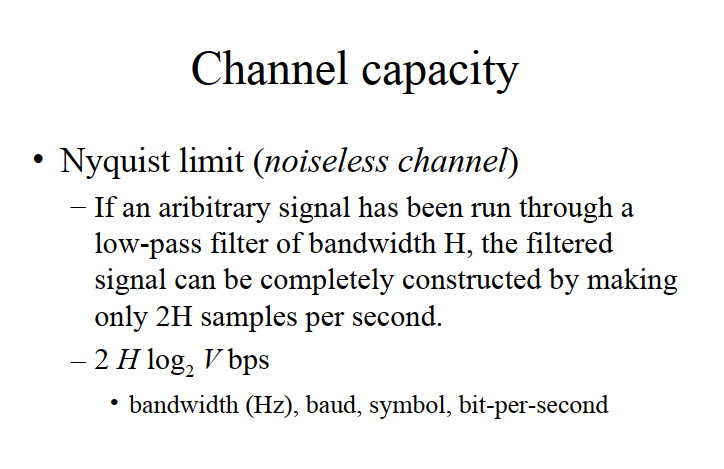 Channel capacity
• Nyquist limit (noiseless channel)
– If an aribitrary signal has been run through a
low-pass filter of bandwidth H, the filtered
signal can be completely constructed by making
only 2H samples per second.
– 2 H log₂ V bps
• bandwidth (Hz), baud, symbol, bit-per-second